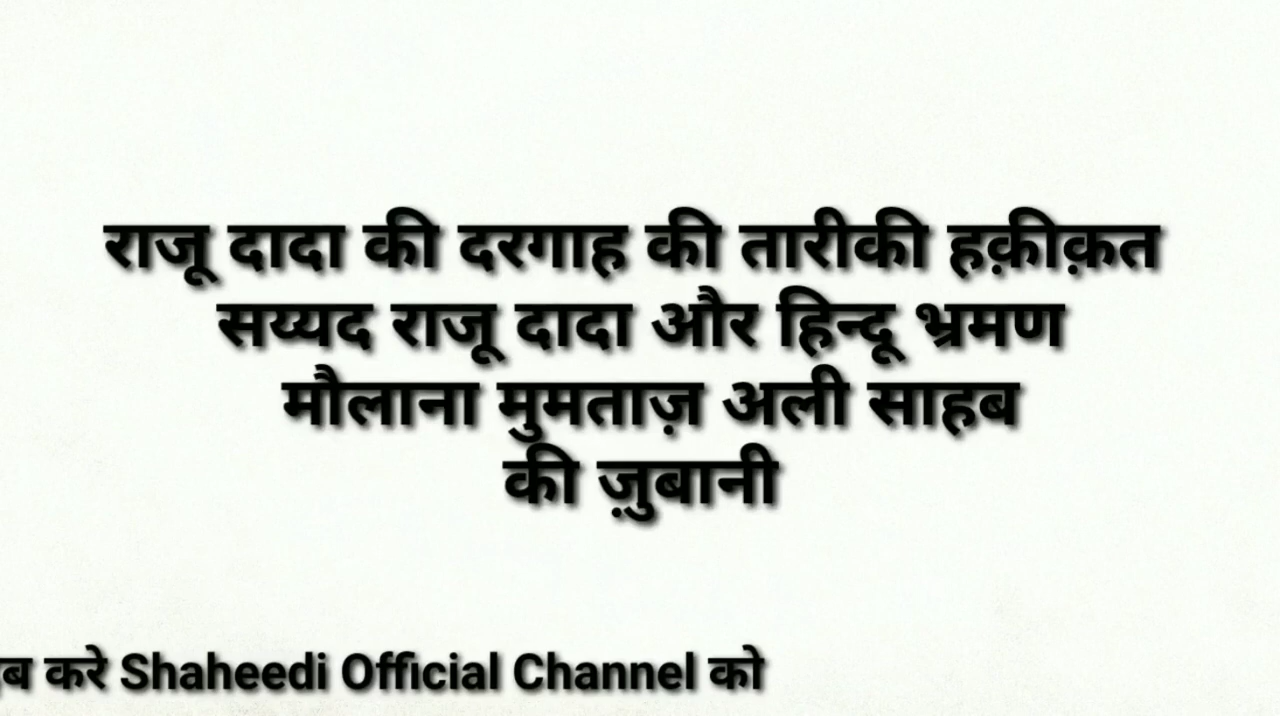 राजू दादा की दरगाह की तारीकी हक़ीक़त
सय्यद राजू दादा और हिन्दू भ्रमण
मौलाना मुमताज़ अली साहब
की ज़ुबानी
करे Shaheedi Official Channel को